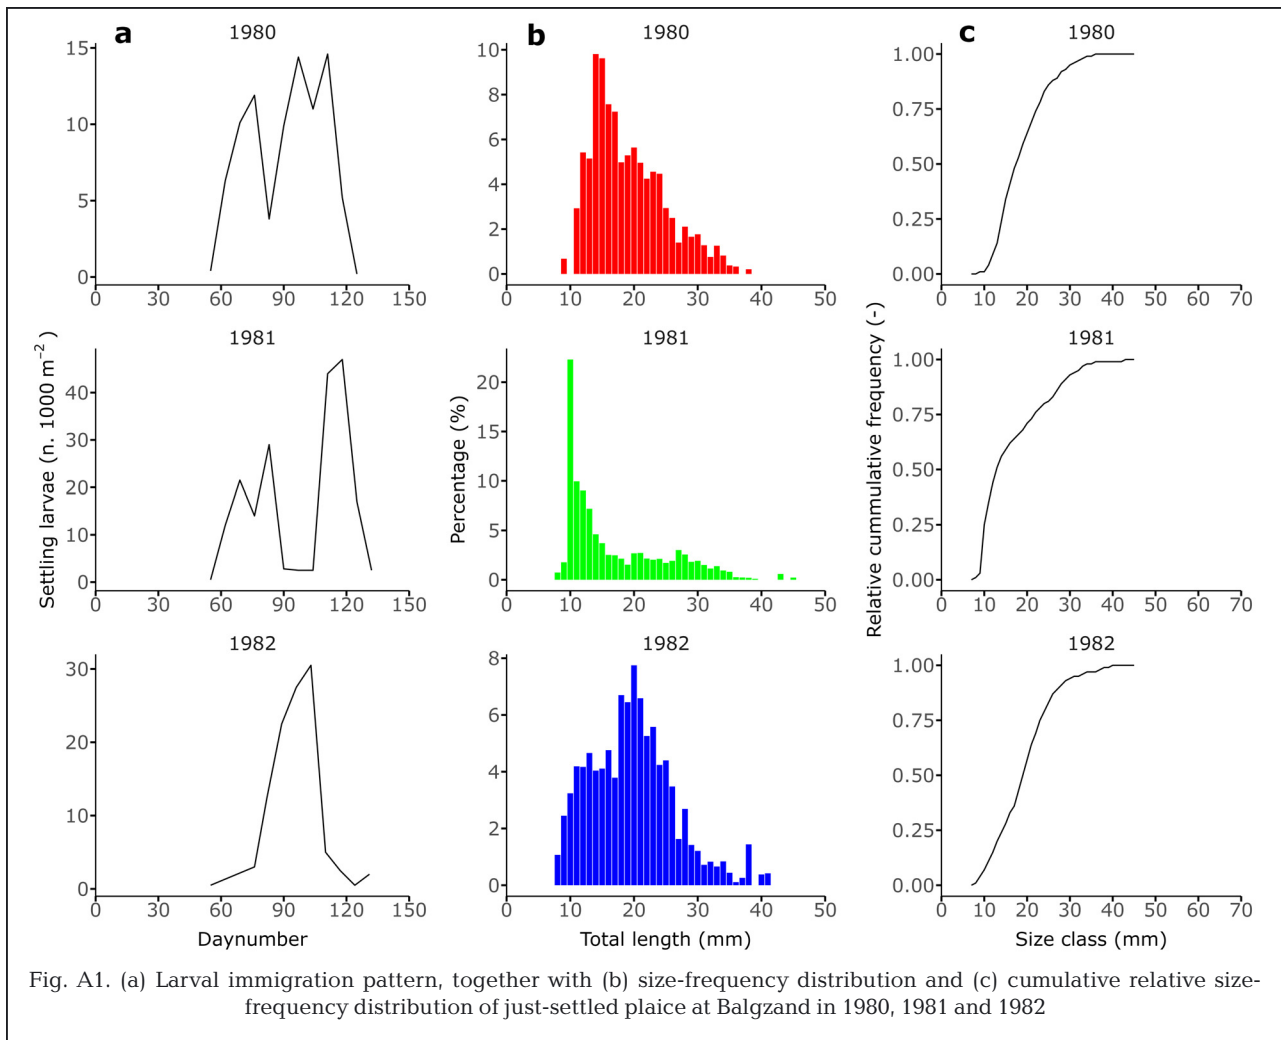 a
1980
15
10
5
0
0 30 60 90 120 150
b
1980
10
8
6
4
2
0
0 10 20 30 40 50
c
1980
1.00
0.75
0.50
0.25
0.00
0 10 20 30 40 50 60 70
Settling larvae (n. 1000 m⁻²)
1981
40
30
20
10
0
0 30 60 90 120 150
Percentage (%)
1981
20
15
10
5
0
0 10 20 30 40 50
Relative cummulative frequency (-)
1981
1.00
0.75
0.50
0.25
0.00
0 10 20 30 40 50 60 70
1982
30
20
10
0
0 30 60 90 120 150
Daynumber
1982
8
6
4
2
0
0 10 20 30 40 50
Total length (mm)
1982
1.00
0.75
0.50
0.25
0.00
0 10 20 30 40 50 60 70
Size class (mm)
Fig. A1. (a) Larval immigration pattern, together with (b) size-frequency distribution and (c) cumulative relative size-
frequency distribution of just-settled plaice at Balgzand in 1980, 1981 and 1982